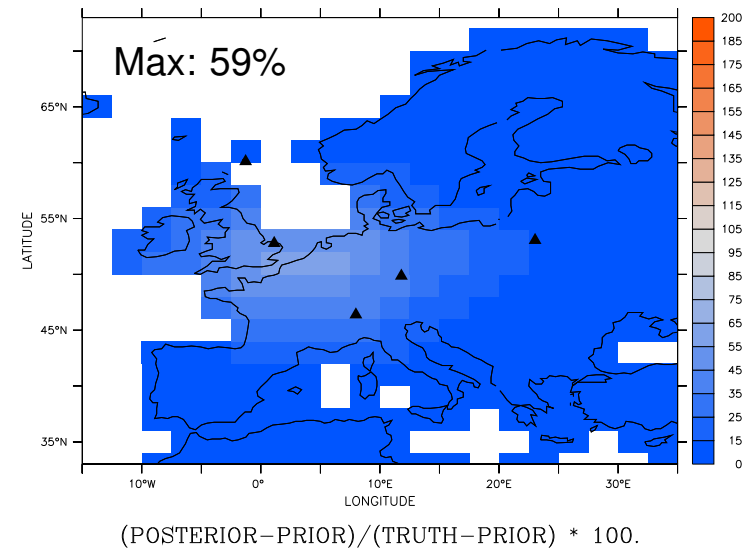 Max: 59%
65°N
55°N
45°N
35°N
LATITUDE
10°W
0°
10°E
20°E
30°E
LONGITUDE
200
185
175
165
155
145
135
125
115
105
95
85
75
65
55
45
35
25
15
0
(POSTERIOR−PRIOR)/(TRUTH−PRIOR) * 100.